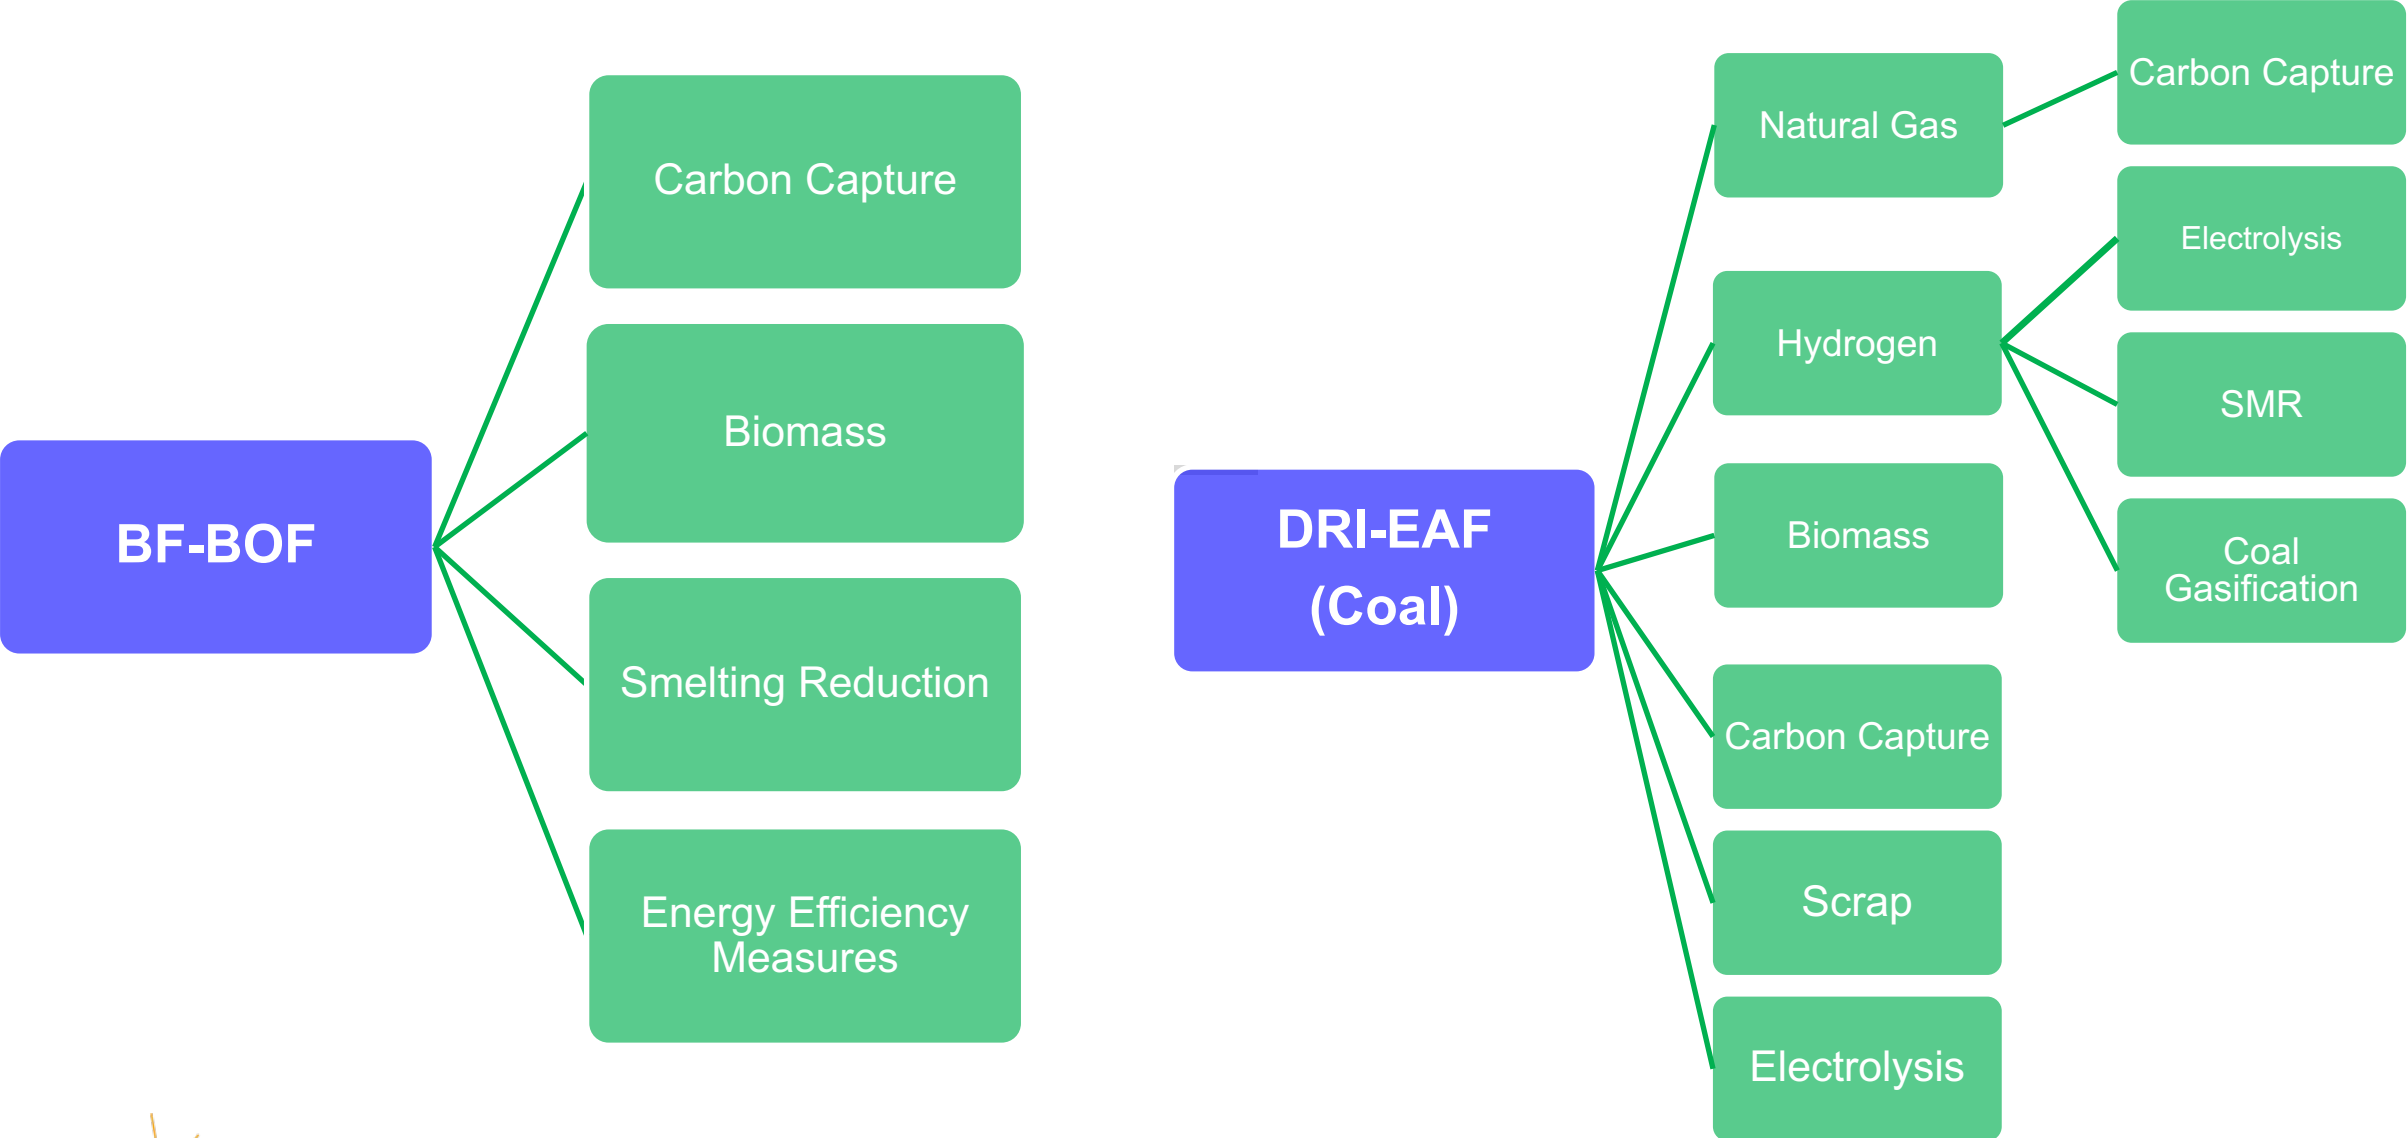 BF-BOF
Carbon Capture
Biomass
Smelting Reduction
Energy Efficiency
Measures
DRI-EAF
(Coal)
Natural Gas
Hydrogen
Biomass
Carbon Capture
Scrap
Electrolysis
Carbon Capture
Electrolysis
SMR
Coal
Gasification